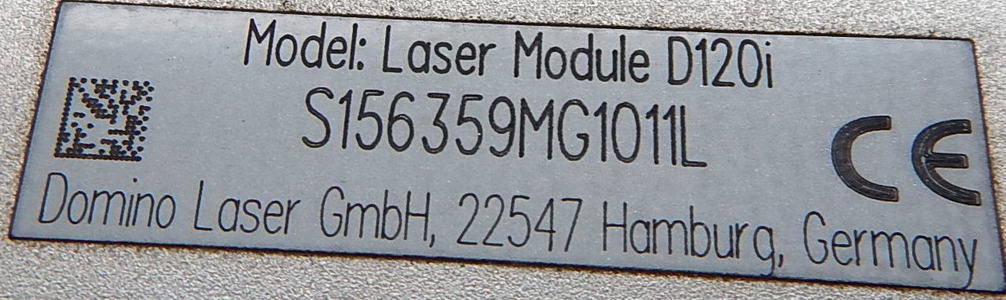 Model: Laser Module D120i
S156359MG1011L
CE
Domino Laser GmbH, 22547 Hamburg, Germany